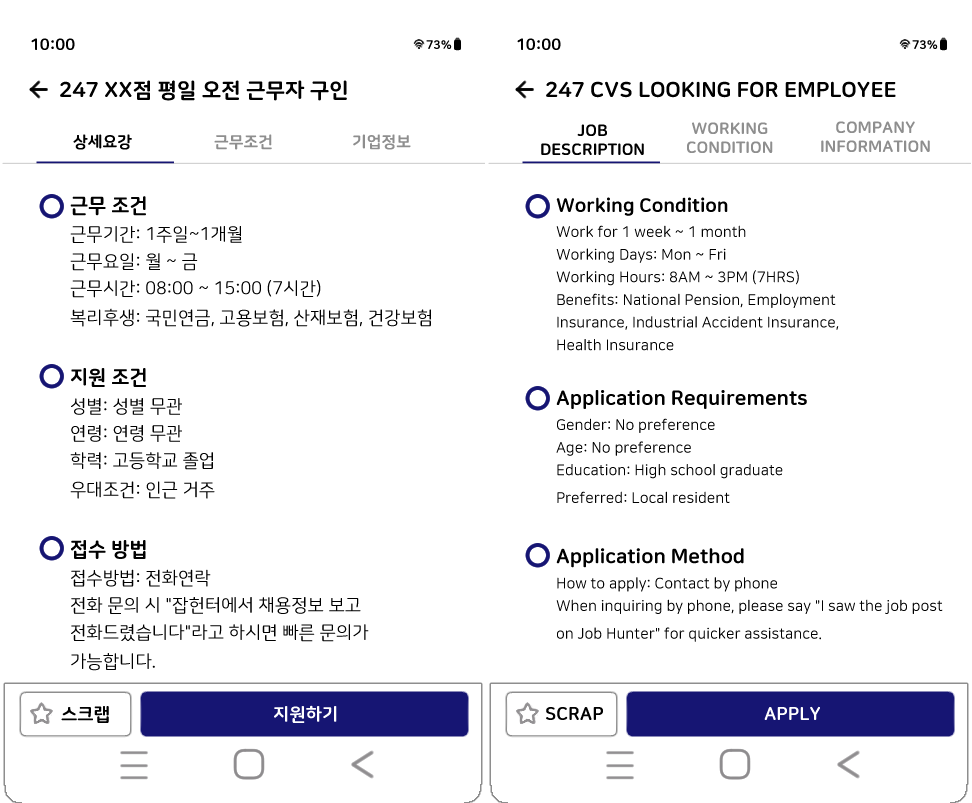 10:00
73%
247 XX점 평일 오전 근무자 구인
상세요강
근무조건
기업정보
근무 조건
근무기간: 1주일~1개월
근무요일: 월 ~ 금
근무시간: 08:00 ~ 15:00 (7시간)
복리후생: 국민연금, 고용보험, 산재보험, 건강보험
지원 조건
성별: 성별 무관
연령: 연령 무관
학력: 고등학교 졸업
우대조건: 인근 거주
접수 방법
접수방법: 전화연락
전화 문의 시 "잡헌터에서 채용정보 보고
전화드렸습니다"라고 하시면 빠른 문의가
가능합니다.
스크랩
지원하기
10:00
73%
247 CVS LOOKING FOR EMPLOYEE
JOB
DESCRIPTION
WORKING
CONDITION
COMPANY
INFORMATION
Working Condition
Work for 1 week ~ 1 month
Working Days: Mon ~ Fri
Working Hours: 8AM ~ 3PM (7HRS)
Benefits: National Pension, Employment
Insurance, Industrial Accident Insurance,
Health Insurance
Application Requirements
Gender: No preference
Age: No preference
Education: High school graduate
Preferred: Local resident
Application Method
How to apply: Contact by phone
When inquiring by phone, please say "I saw the job post
on Job Hunter" for quicker assistance.
SCRAP
APPLY